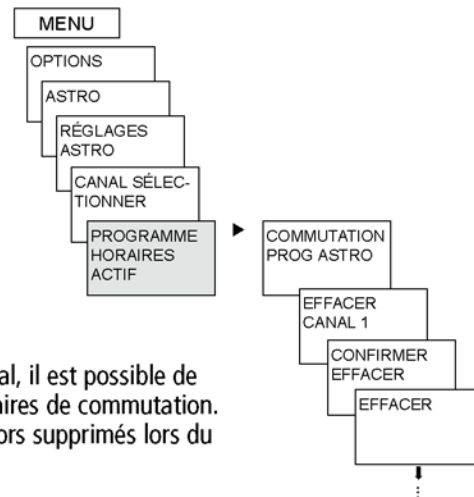 MENU
OPTIONS
ASTRO
RÉGLAGES
ASTRO
CANAL SÉLEC-
TIONNER
PROGRAMME
HORAIRES
ACTIF
COMMUTATION
PROG ASTRO
EFFACER
CANAL 1
CONFIRMER
EFFACER
EFFACER
al, il est possible de
aires de commutation.
ors supprimés lors du